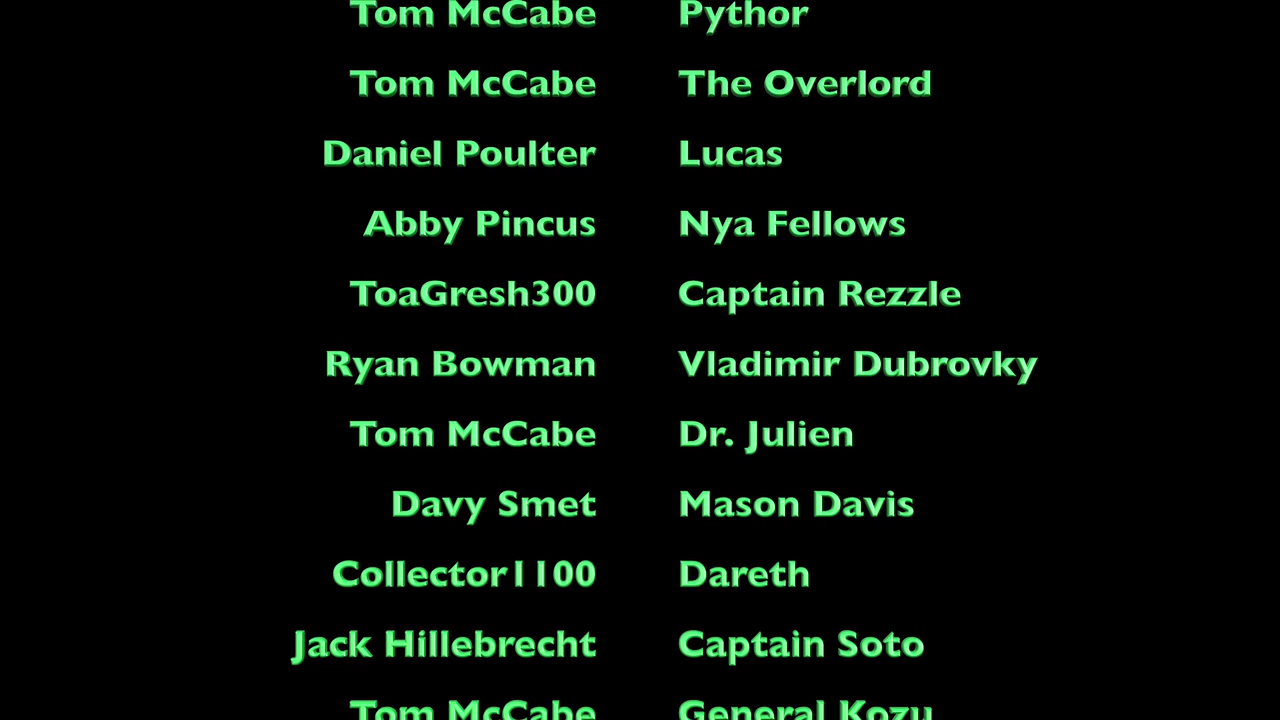 Tom McCabe Pythor
Tom McCabe The Overlord
Daniel Poulter Lucas
Abby Pincus Nya Fellows
ToaGresh300 Captain Rezzle
Ryan Bowman Vladimir Dubrovky
Tom McCabe Dr. Julien
Davy Smet Mason Davis
Collector1100 Dareth
Jack Hillebrecht Captain Soto
Tom McCabe General Kozu